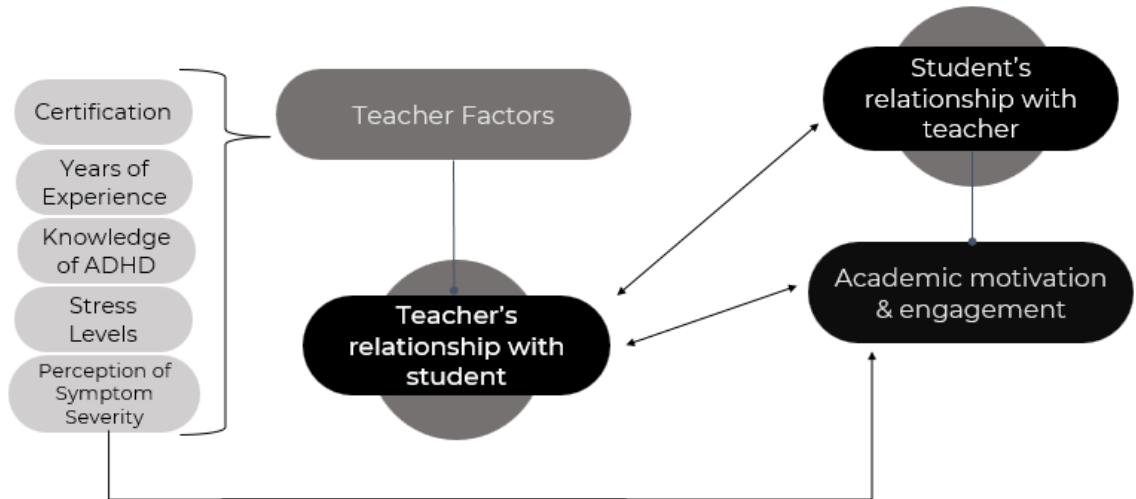 Certification
Years of
Experience
Knowledge
of ADHD
Stress
Levels
Perception of
Symptom
Severity
Teacher Factors
Teacher's
relationship with
student
Student's
relationship with
teacher
Academic motivation
& engagement